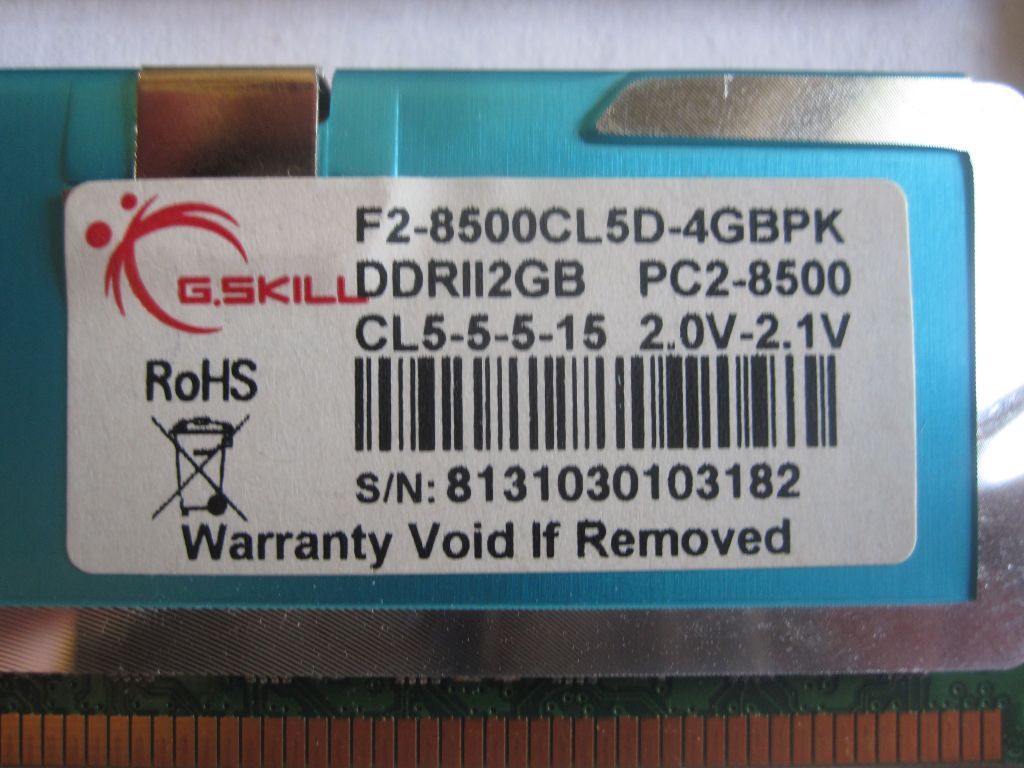 F2-8500CL5D-4GBPK
G.SKILL
DDRII2GB PC2-8500
CL5-5-5-15 2.0V-2.1V
RoHS
S/N: 8131030103182
Warranty Void If Removed